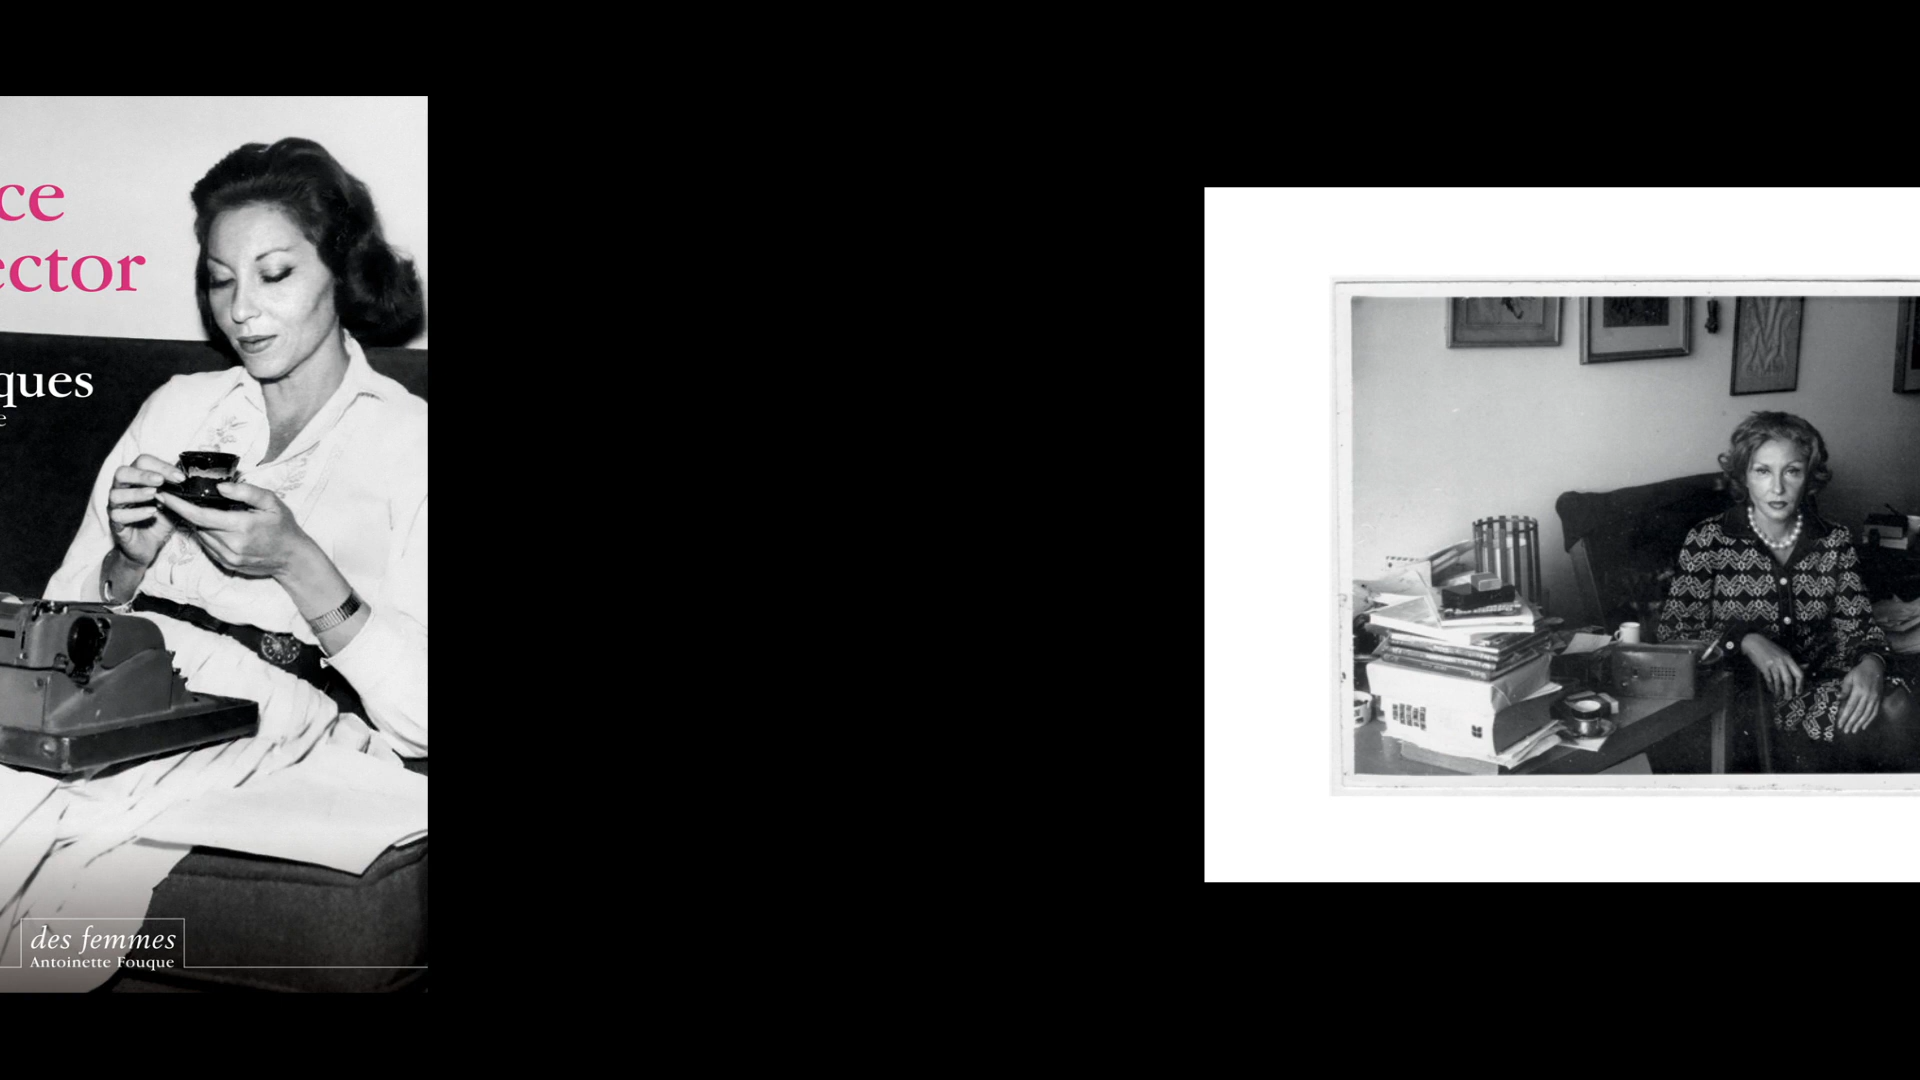 ce
ector
ques
e
des femmes
Antoinette Fouque